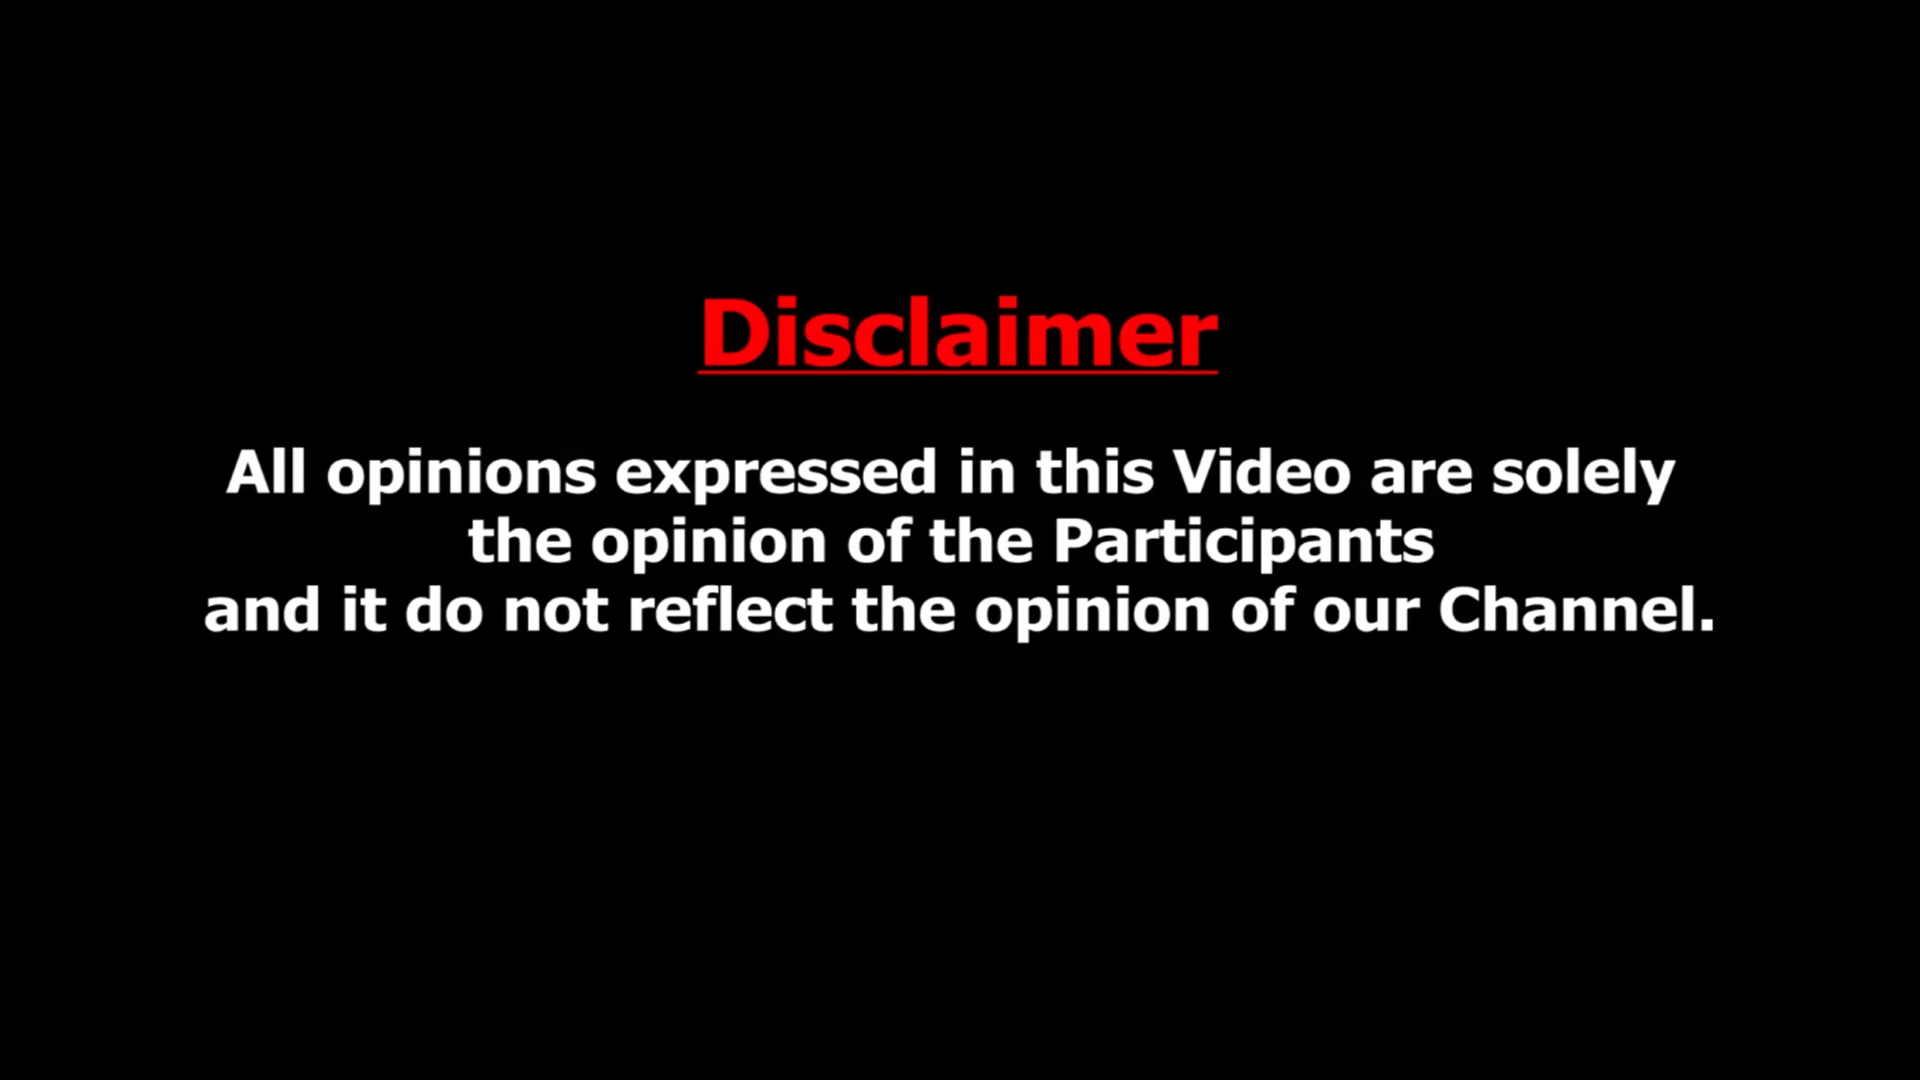 Disclaimer
All opinions expressed in this Video are solely
the opinion of the Participants
and it do not reflect the opinion of our Channel.